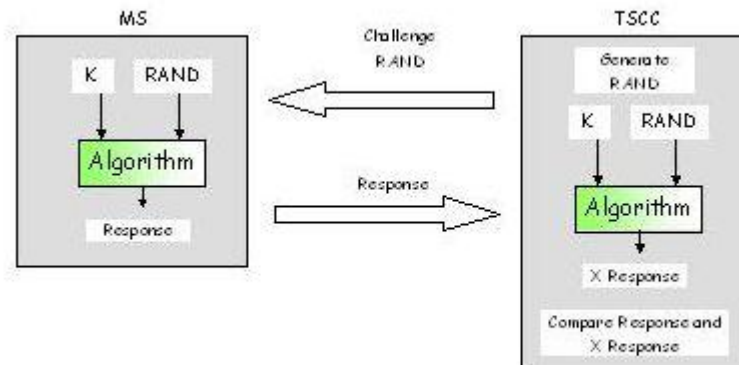 MS
K
RAND
Algorithm
Response
Challenge
RAND
Response
TSCC
Generate
RAND
K
RAND
Algorithm
X Response
Compare Response and
X Response